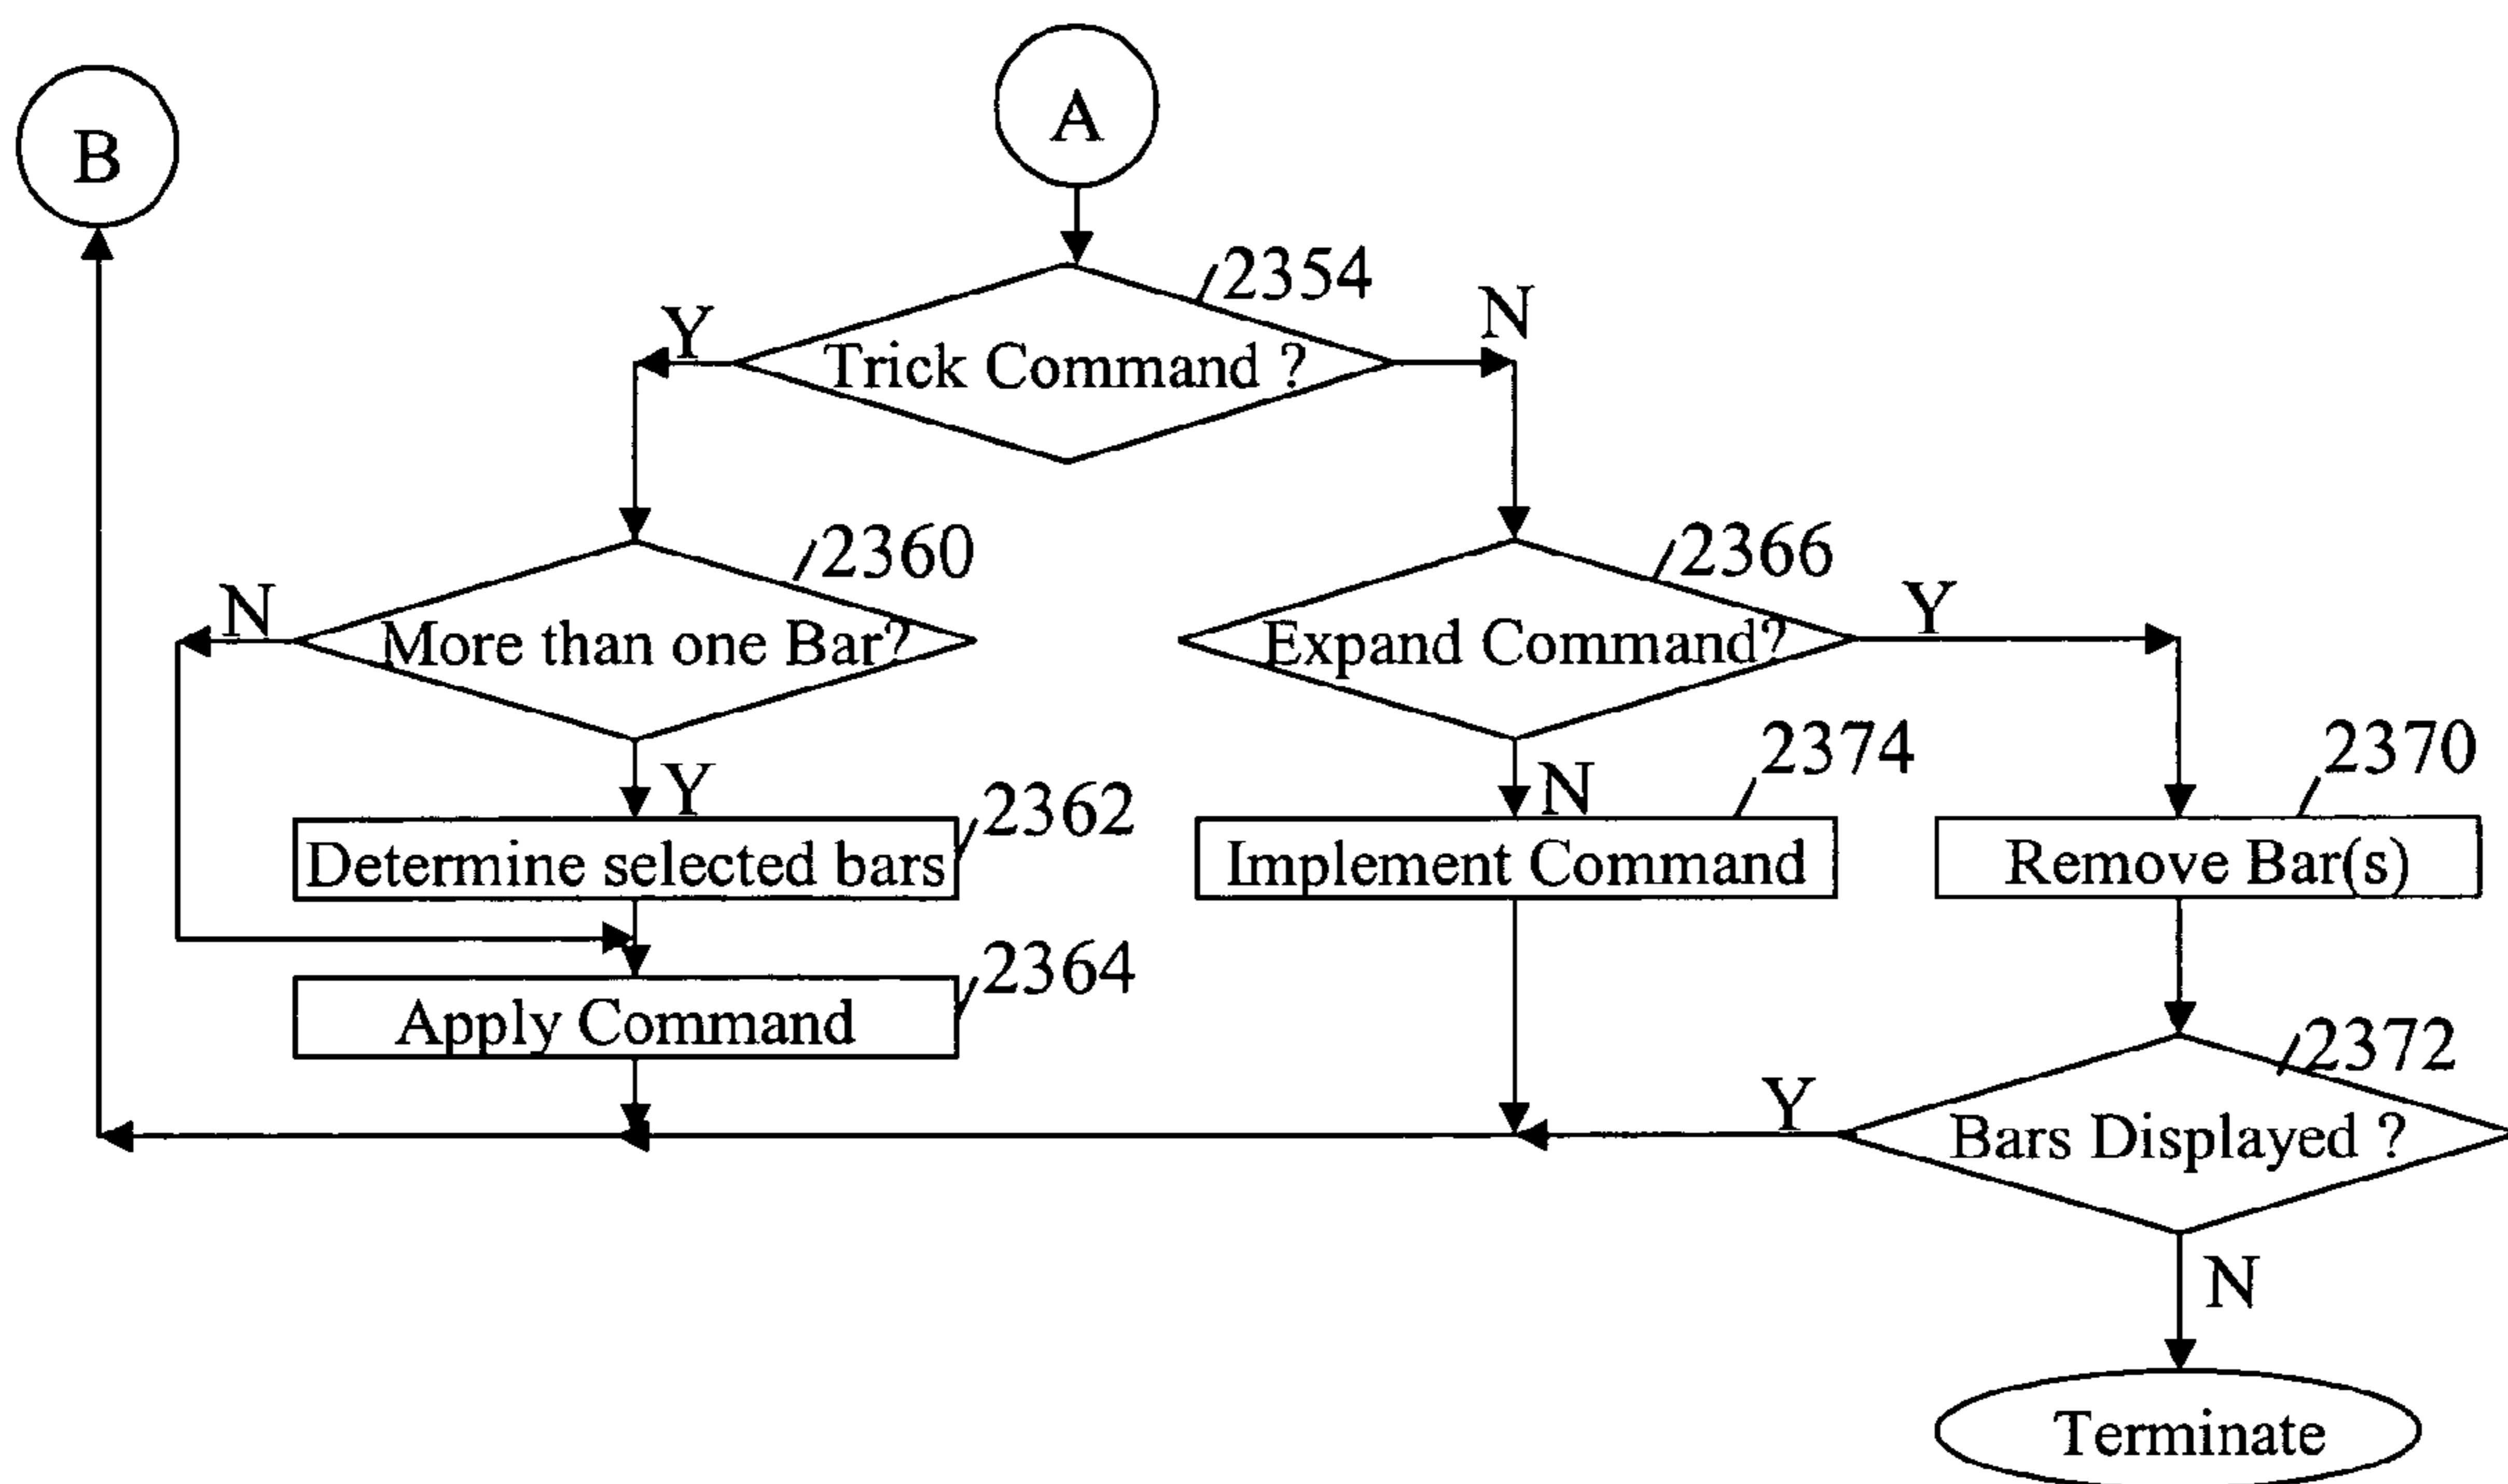 A
B
2354
Y
N
Trick Command ?
2360
2366
N
Y
More than one Bar?
Expand Command?
2374
2370
Y
N
2362
Determine selected bars
Implement Command
Remove Bar(s)
2364
Apply Command
2372
Y
Bars Displayed ?
N
Terminate